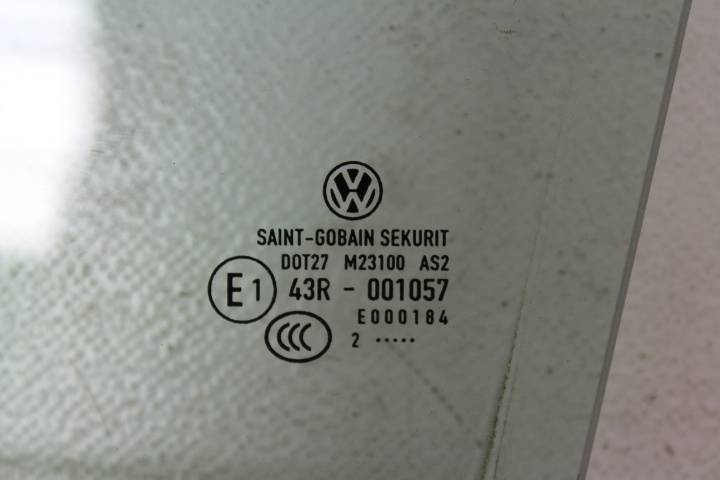 VW
SAINT-GOBAIN SEKURIT
DOT27 M23100 AS2
E1 43R - 001057
E000184
CCC 2 .....